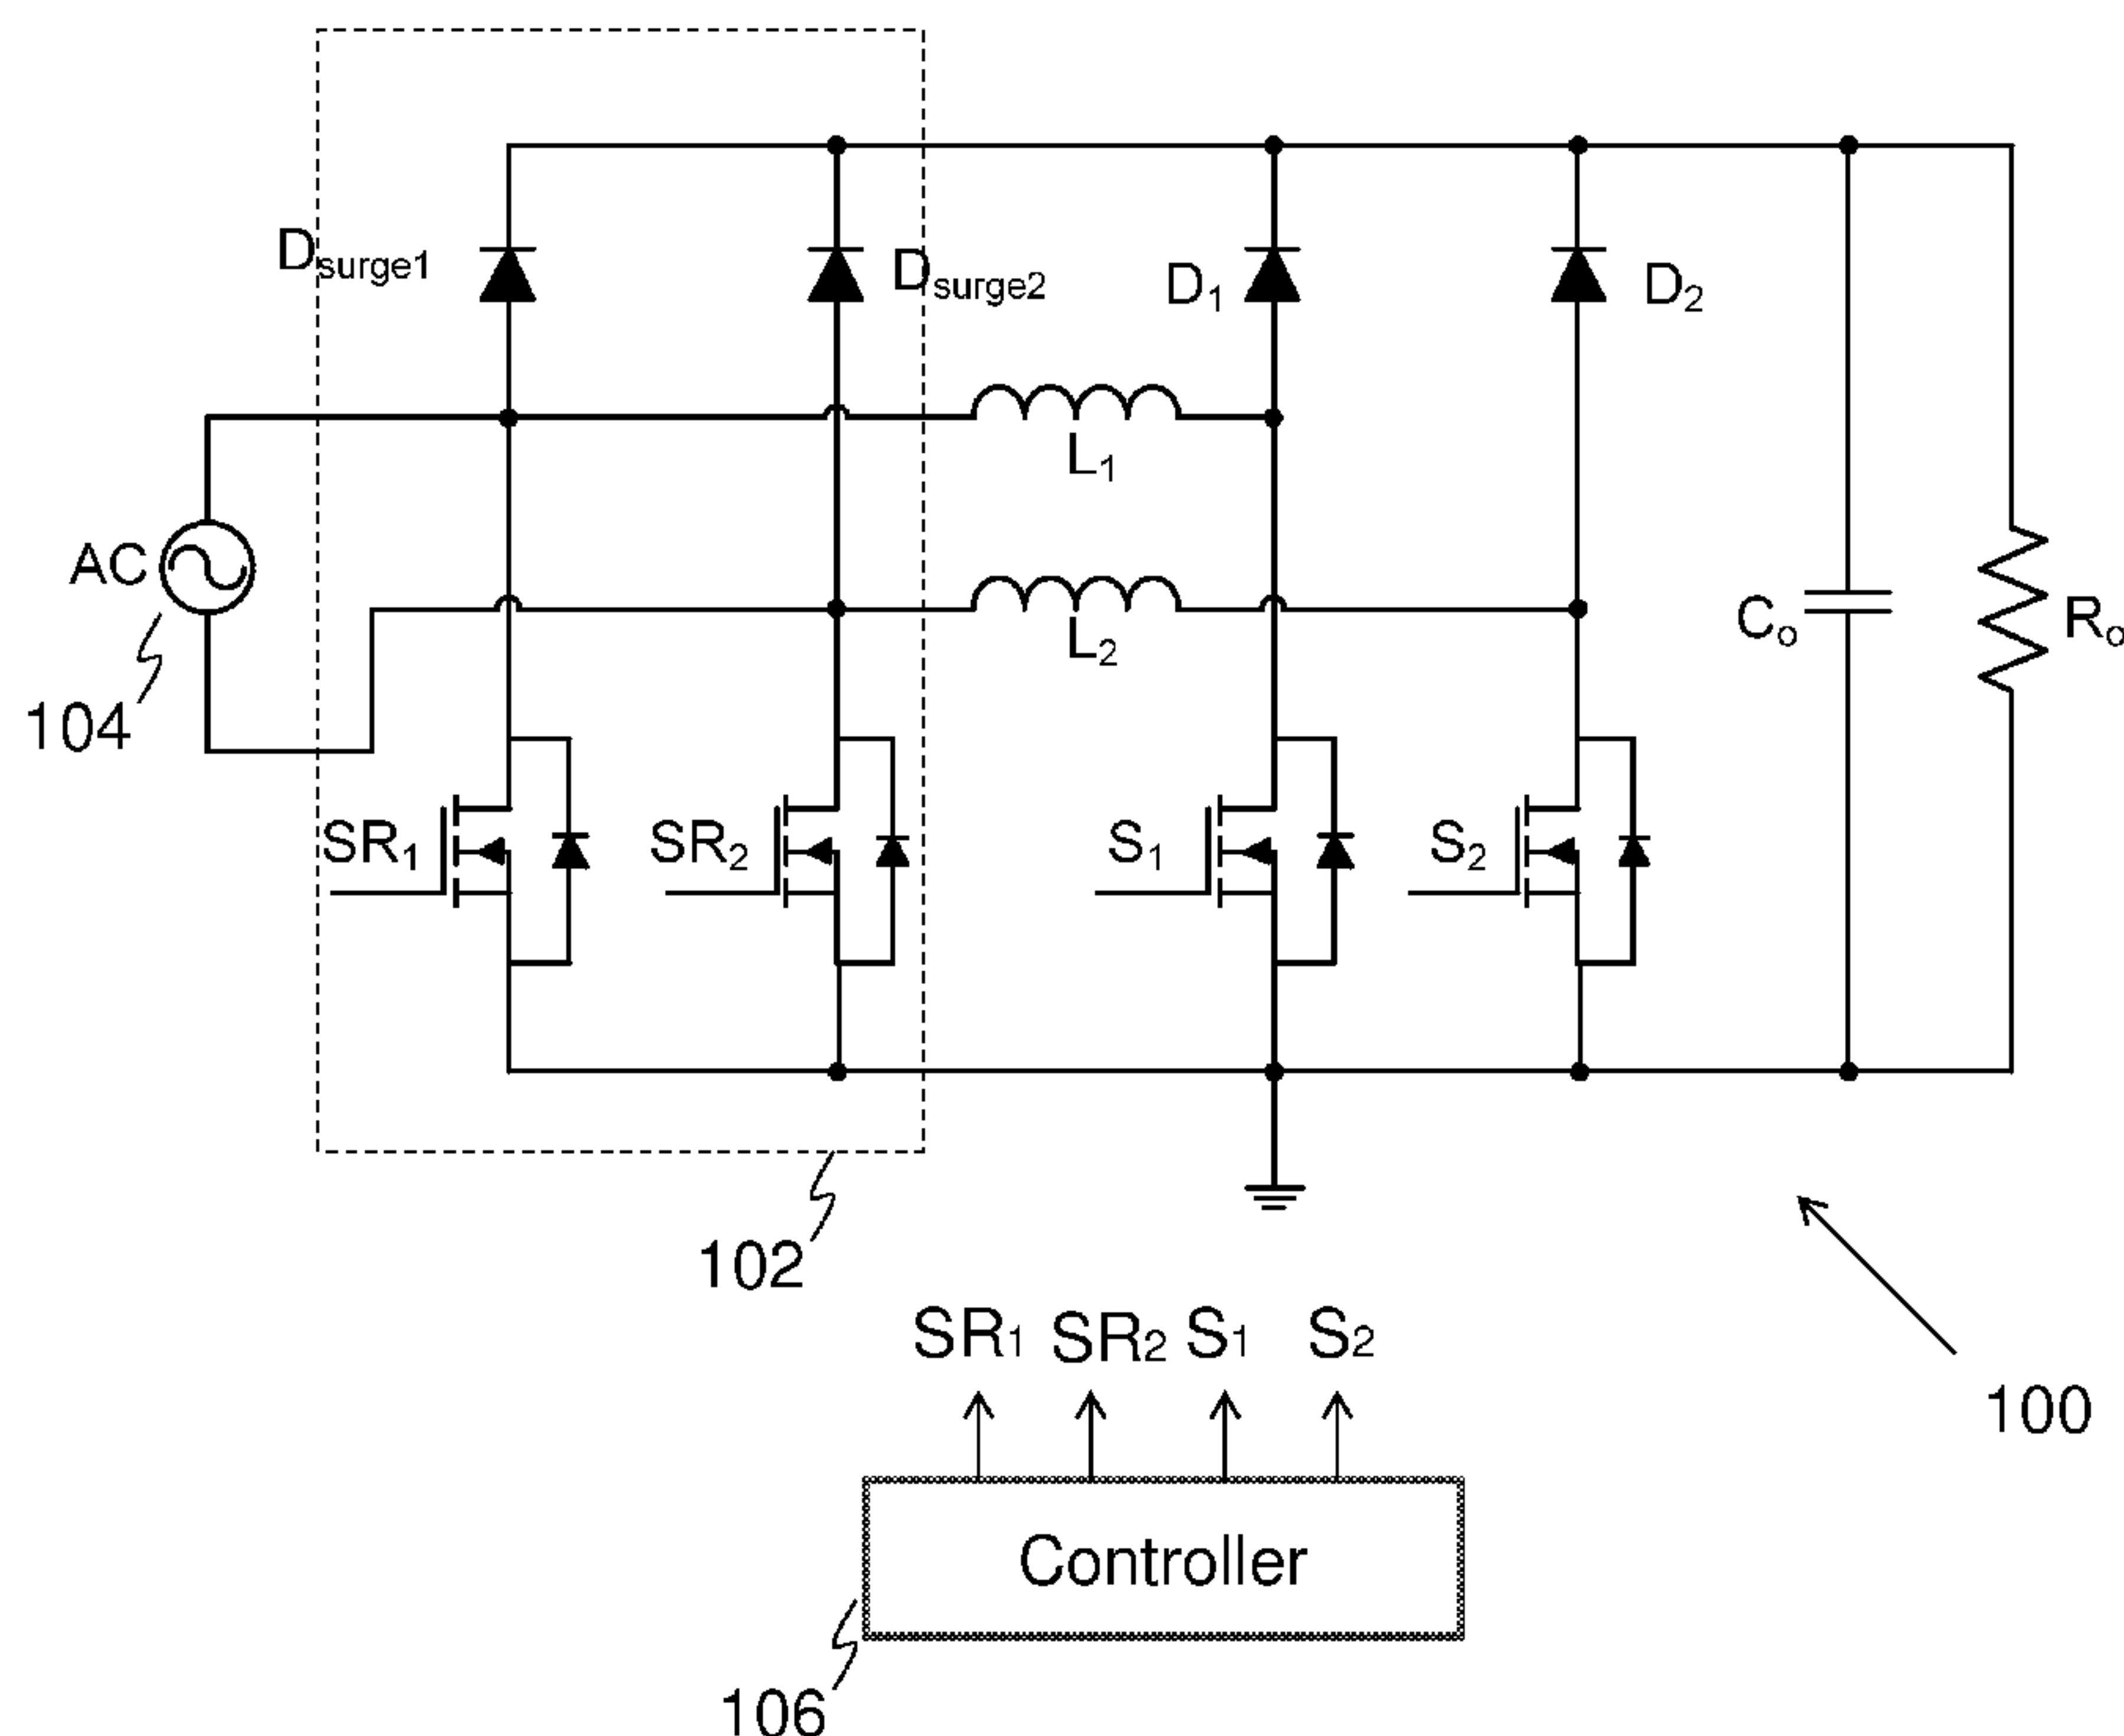 Dsurge1
Dsurge2
D1
D2
L1
AC
L2
Co
Ro
104
SR1
SR2
S1
S2
102
SR1 SR2 S1 S2
100
Controller
106